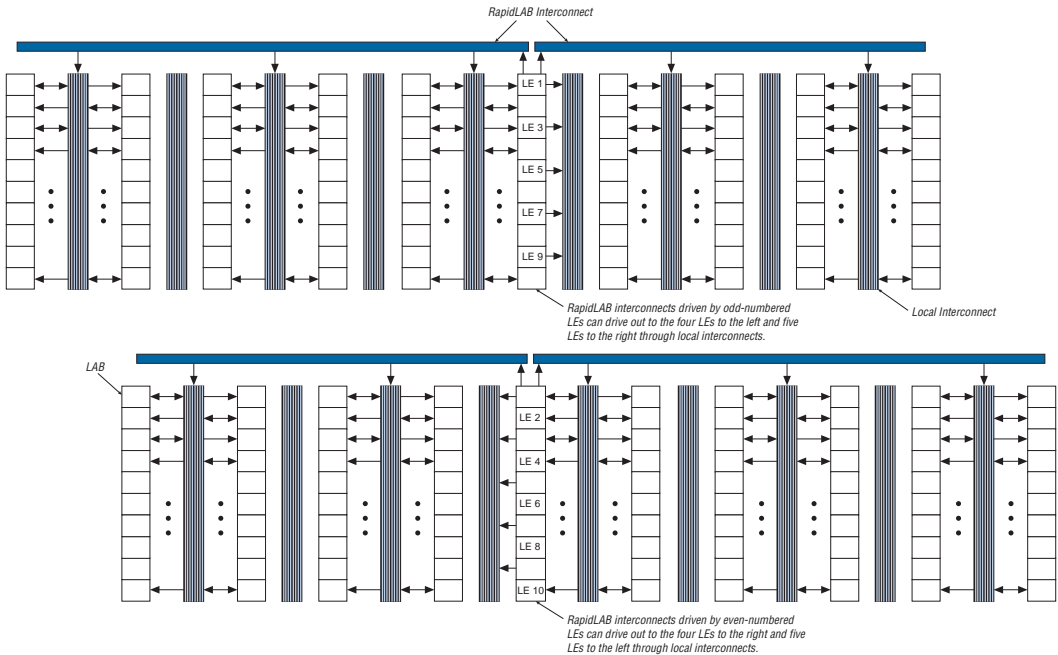 RapidLAB Interconnect
LE 1
LE 3
LE 5
LE 7
LE 9
RapidLAB interconnects driven by odd-numbered
LEs can drive out to the four LEs to the left and five
LEs to the right through local interconnects.
Local Interconnect
LAB
LE 2
LE 4
LE 6
LE 8
LE 10
RapidLAB interconnects driven by even-numbered
LEs can drive out to the four LEs to the right and five
LEs to the left through local interconnects.